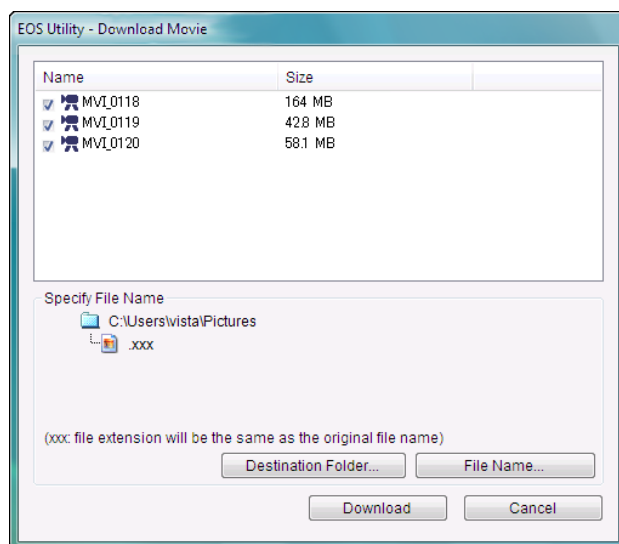 EOS Utility - Download Movie
Name Size
MVI_0118 164 MB
MVI_0119 42.8 MB
MVI_0120 58.1 MB
Specify File Name
C:\Users\vista\Pictures
.xxx
(xxx: file extension will be the same as the original file name)
Destination Folder... File Name...
Download Cancel